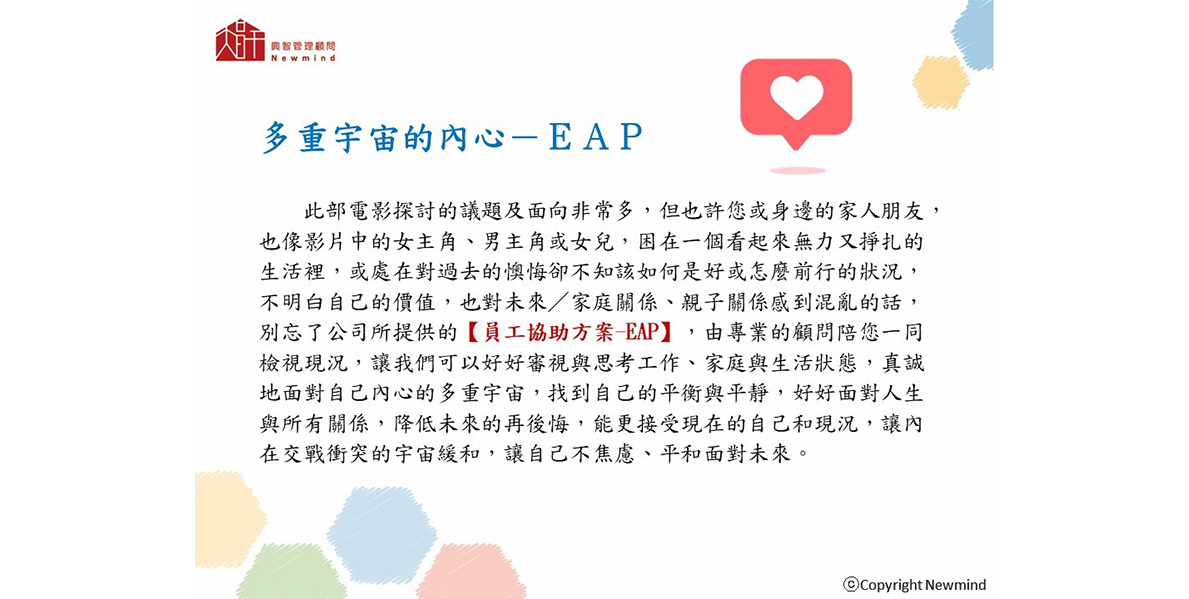 興智管理顧問
Newmind
多重宇宙的內心－ＥＡＰ
此部電影探討的議題及面向非常多，但也許您或身邊的家人朋友，
也像影片中的女主角、男主角或女兒，困在一個看起來無力又掙扎的
生活裡，或處在對過去的懊悔卻不知該如何是好或怎麼前行的狀況，
不明白自己的價值，也對未來／家庭關係、親子關係感到混亂的話，
別忘了公司所提供的【員工協助方案-EAP】，由專業的顧問陪您一同
檢視現況，讓我們可以好好審視與思考工作、家庭與生活狀態，真誠
地面對自己內心的多重宇宙，找到自己的平衡與平靜，好好面對人生
與所有關係，降低未來的再後悔，能更接受現在的自己和現況，讓內
在交戰衝突的宇宙緩和，讓自己不焦慮、平和面對未來。
ⓒCopyright Newmind